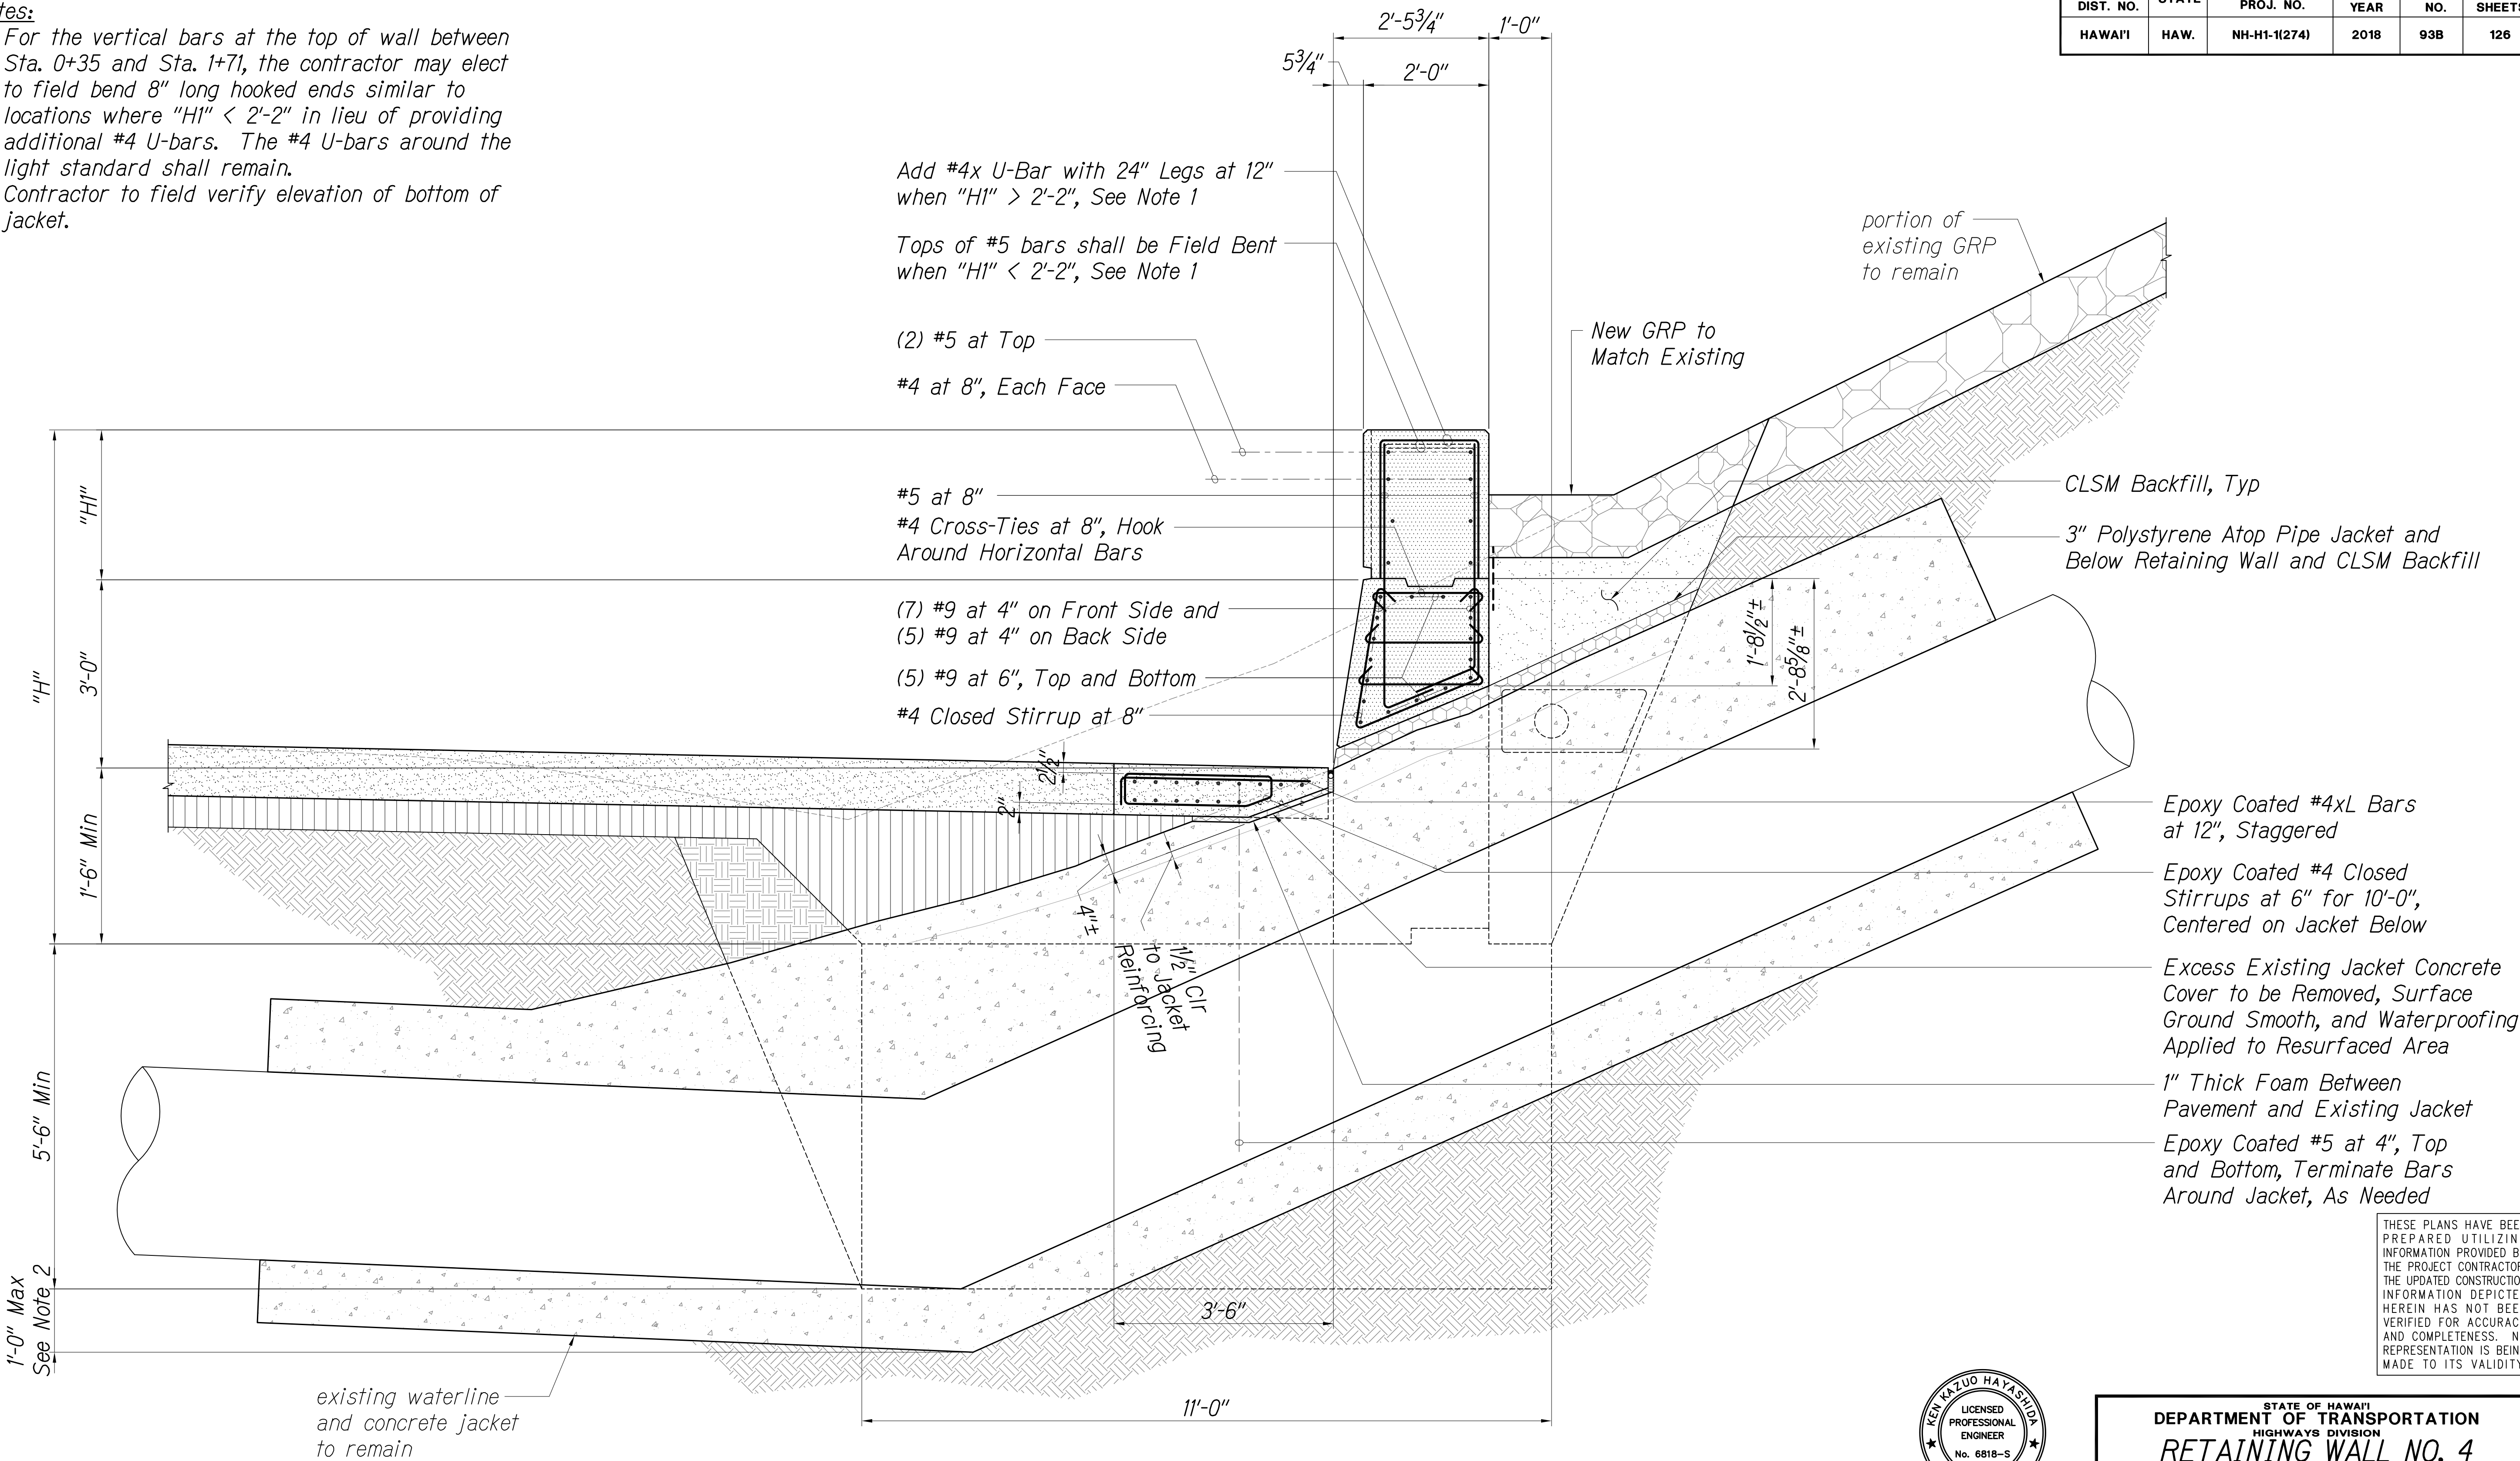 For the vertical bars at the top of wall between
Sta. 0+35 and Sta. 1+71, the contractor may elect
to field bend 8" long hooked ends similar to
locations where "H1" < 2'-2" in lieu of providing
additional #4 U-bars. The #4 U-bars around the
light standard shall remain.
Contractor to field verify elevation of bottom of
jacket.
DIST. NO.
PROJ. NO.
YEAR
NO.
HAWAI'I
HAW.
NH-H1-1(274)
2018
93B
126
2'-5¾"
1'-0"
5¾"
2'-0"
Add #4x U-Bar with 24" Legs at 12"
when "H1" > 2'-2", See Note 1
Tops of #5 bars shall be Field Bent
when "H1" < 2'-2", See Note 1
(2) #5 at Top
#4 at 8", Each Face
#5 at 8"
#4 Cross-Ties at 8", Hook
Around Horizontal Bars
(7) #9 at 4" on Front Side and
(5) #9 at 4" on Back Side
(5) #9 at 6", Top and Bottom
#4 Closed Stirrup at 8"
portion of
existing GRP
to remain
New GRP to
Match Existing
CLSM Backfill, Typ
3" Polystyrene Atop Pipe Jacket and
Below Retaining Wall and CLSM Backfill
1'-8½"±
2'-8⅝"±
"H"
"H1"
3'-0"
1'-6" Min
5'-6" Min
1'-0" Max
See Note 2
2½"
2"
4"±
1½" Clr
to Jacket
Reinforcing
Epoxy Coated #4xL Bars
at 12", Staggered
Epoxy Coated #4 Closed
Stirrups at 6" for 10'-0",
Centered on Jacket Below
Excess Existing Jacket Concrete
Cover to be Removed, Surface
Ground Smooth, and Waterproofing
Applied to Resurfaced Area
1" Thick Foam Between
Pavement and Existing Jacket
Epoxy Coated #5 at 4", Top
and Bottom, Terminate Bars
Around Jacket, As Needed
3'-6"
11'-0"
existing waterline
and concrete jacket
to remain
THESE PLANS HAVE
PREPARED
INFORMATION PROVIDED
THE PROJECT
THE UPDATED
INFORMATION
HEREIN HAS NOT
VERIFIED FOR
AND COMPLETENESS.
REPRESENTATION IS
MADE TO ITS
KEN KAZUO HAYASHIDA
LICENSED
PROFESSIONAL
ENGINEER
No. 6818-S
STATE OF HAWAI'I
DEPARTMENT OF TRANSPORTATION
HIGHWAYS DIVISION
RETAINING WALL NO. 4